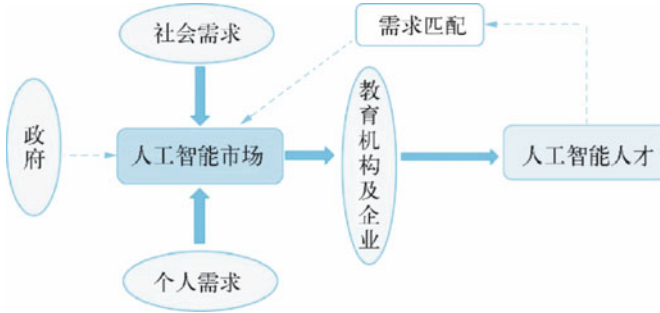 社会需求
需求匹配
政府
人工智能市场
教育机构及企业
人工智能人才
个人需求